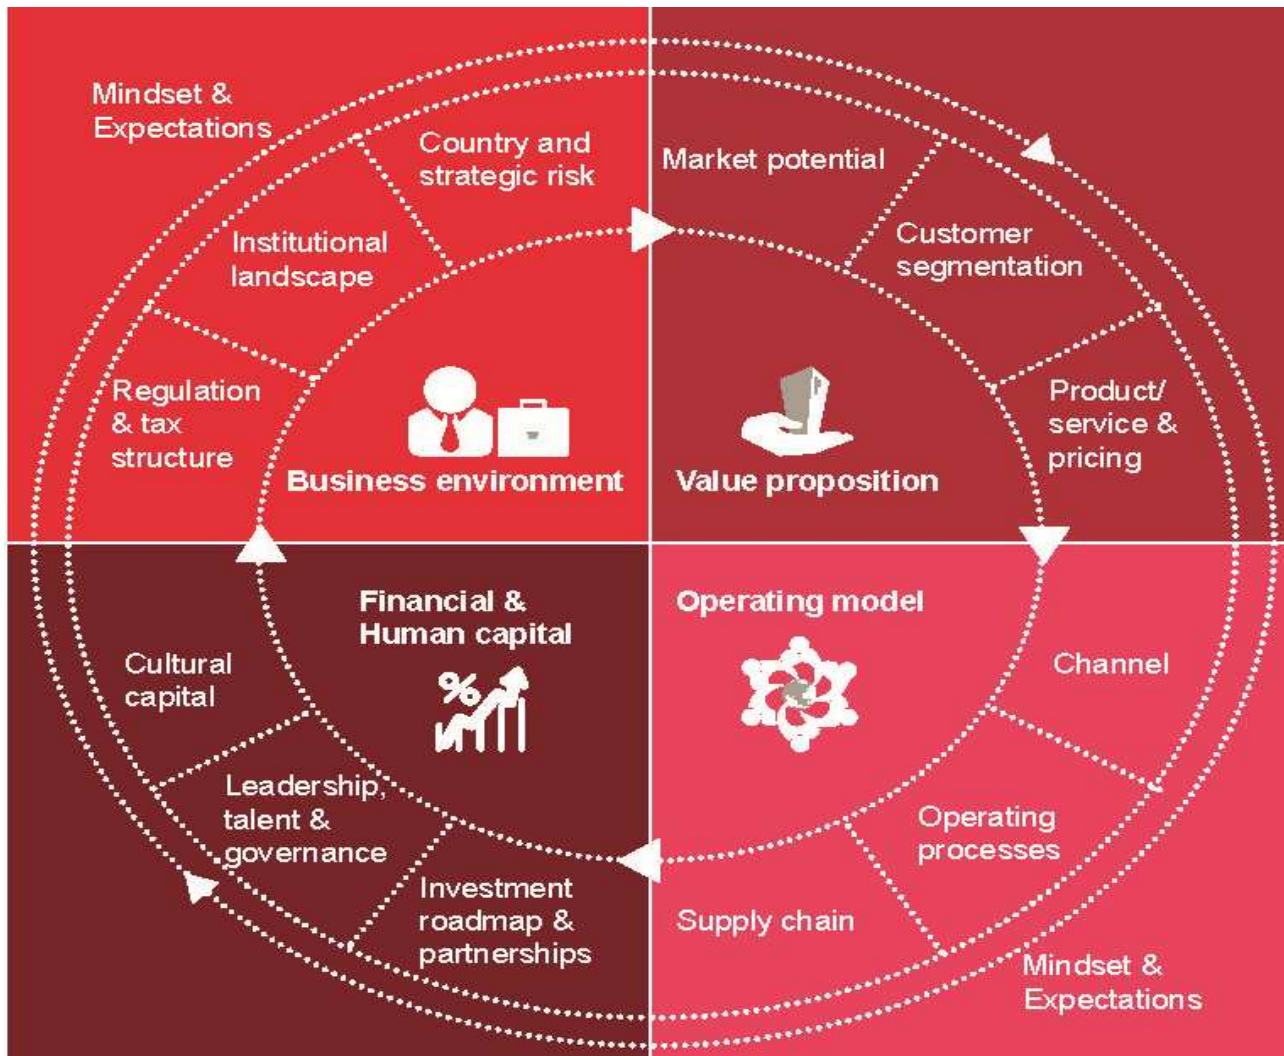 Mindset &
Expectations
Country and
strategic risk
Institutional
landscape
Regulation
& tax
structure
Business environment
Market potential
Customer
segmentation
Product/
service &
pricing
Value proposition
Financial &
Human capital
%
Cultural
capital
Leadership,
talent &
governance
Investment
roadmap &
partnerships
Operating model
Channel
Operating
processes
Supply chain
Mindset &
Expectations